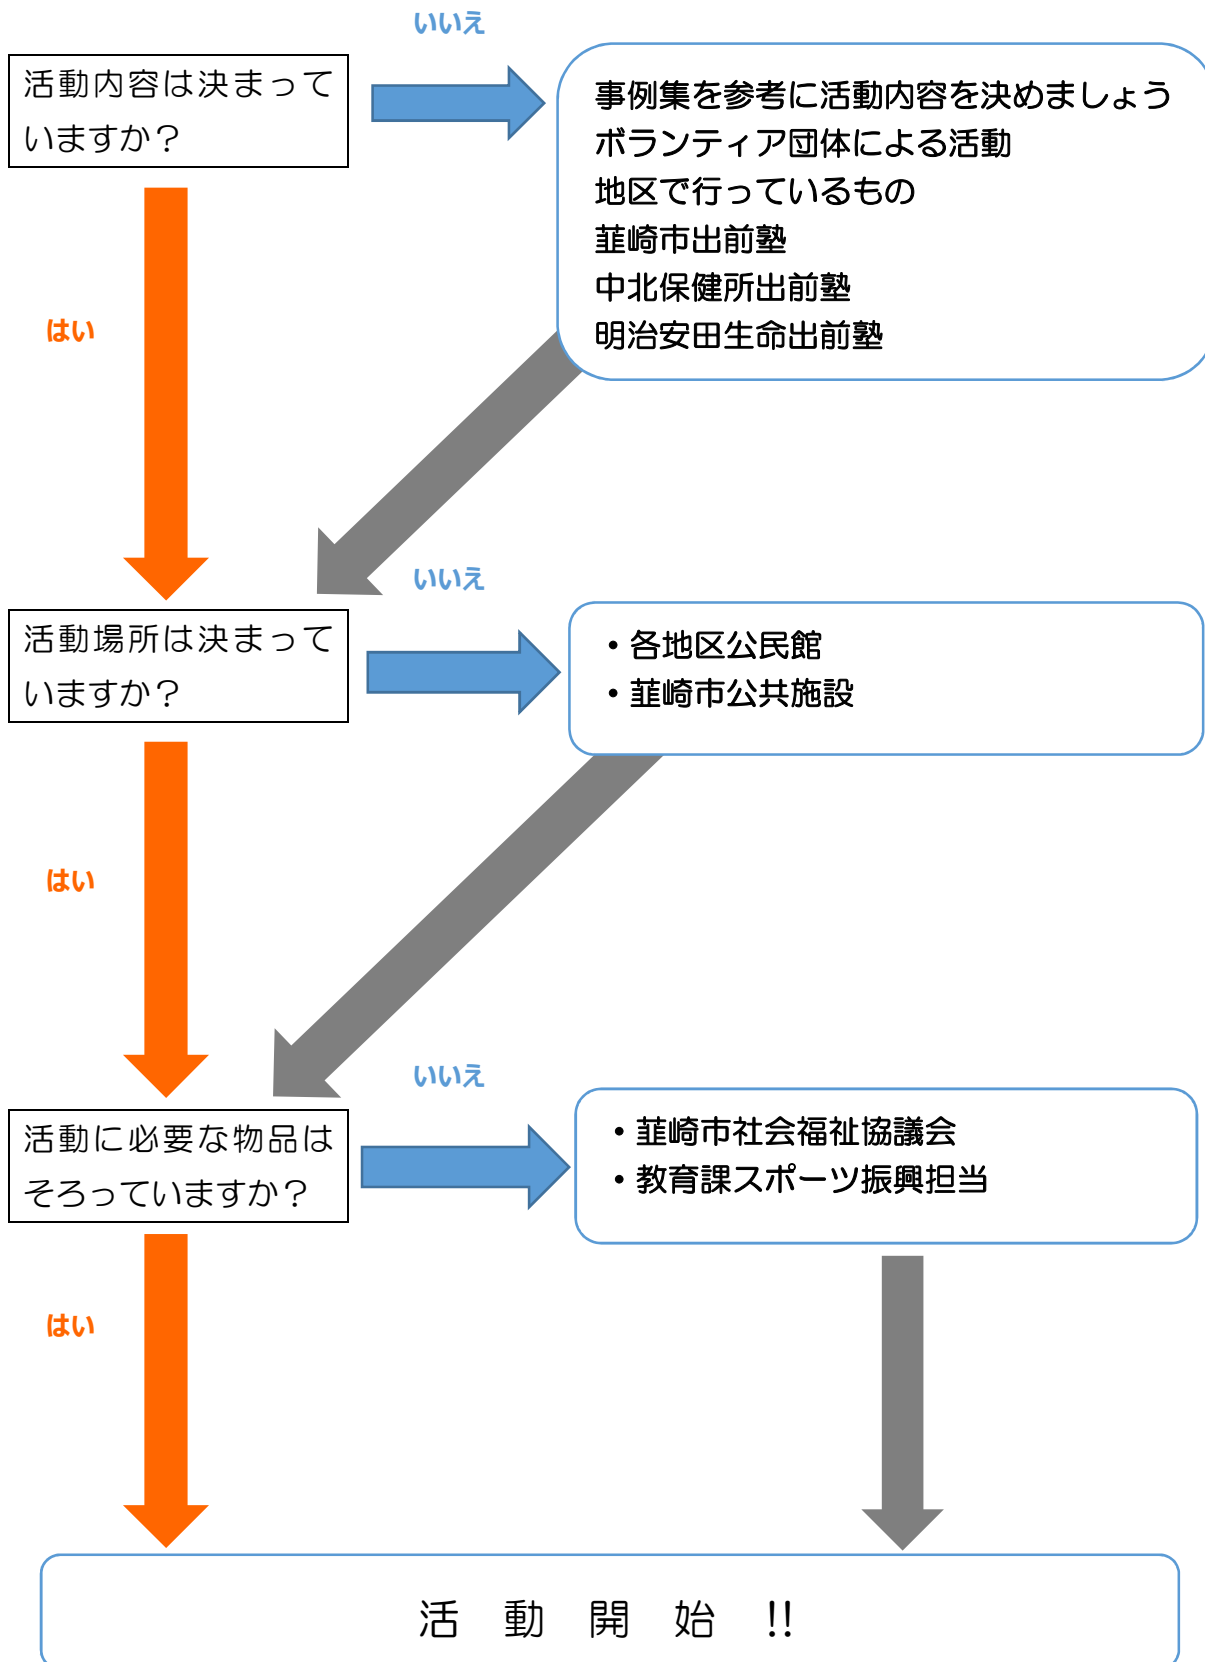 いいえ
活動内容は決まって
いますか？
事例集を参考に活動内容を決めましょう
ボランティア団体による活動
地区で行っているもの
韮崎市出前塾
中北保健所出前塾
明治安田生命出前塾
はい
いいえ
活動場所は決まって
いますか？
・各地区公民館
・韮崎市公共施設
はい
いいえ
活動に必要な物品は
そろっていますか？
・韮崎市社会福祉協議会
・教育課スポーツ振興担当
はい
活　動　開　始　!!